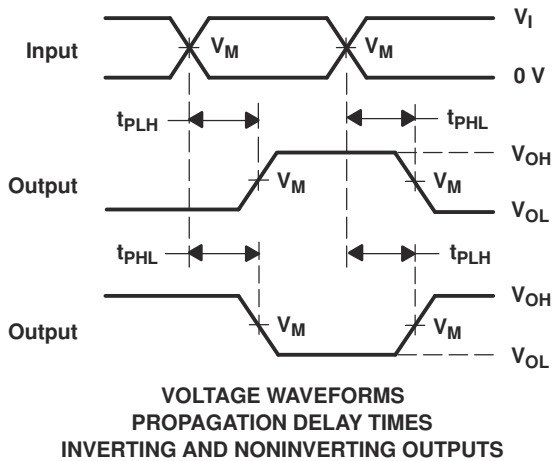 V_I
Input
V_M
V_M
0 V
t_PLH
t_PHL
V_OH
Output
V_M
V_M
V_OL
t_PHL
t_PLH
V_OH
Output
V_M
V_M
V_OL
VOLTAGE WAVEFORMS
PROPAGATION DELAY TIMES
INVERTING AND NONINVERTING OUTPUTS